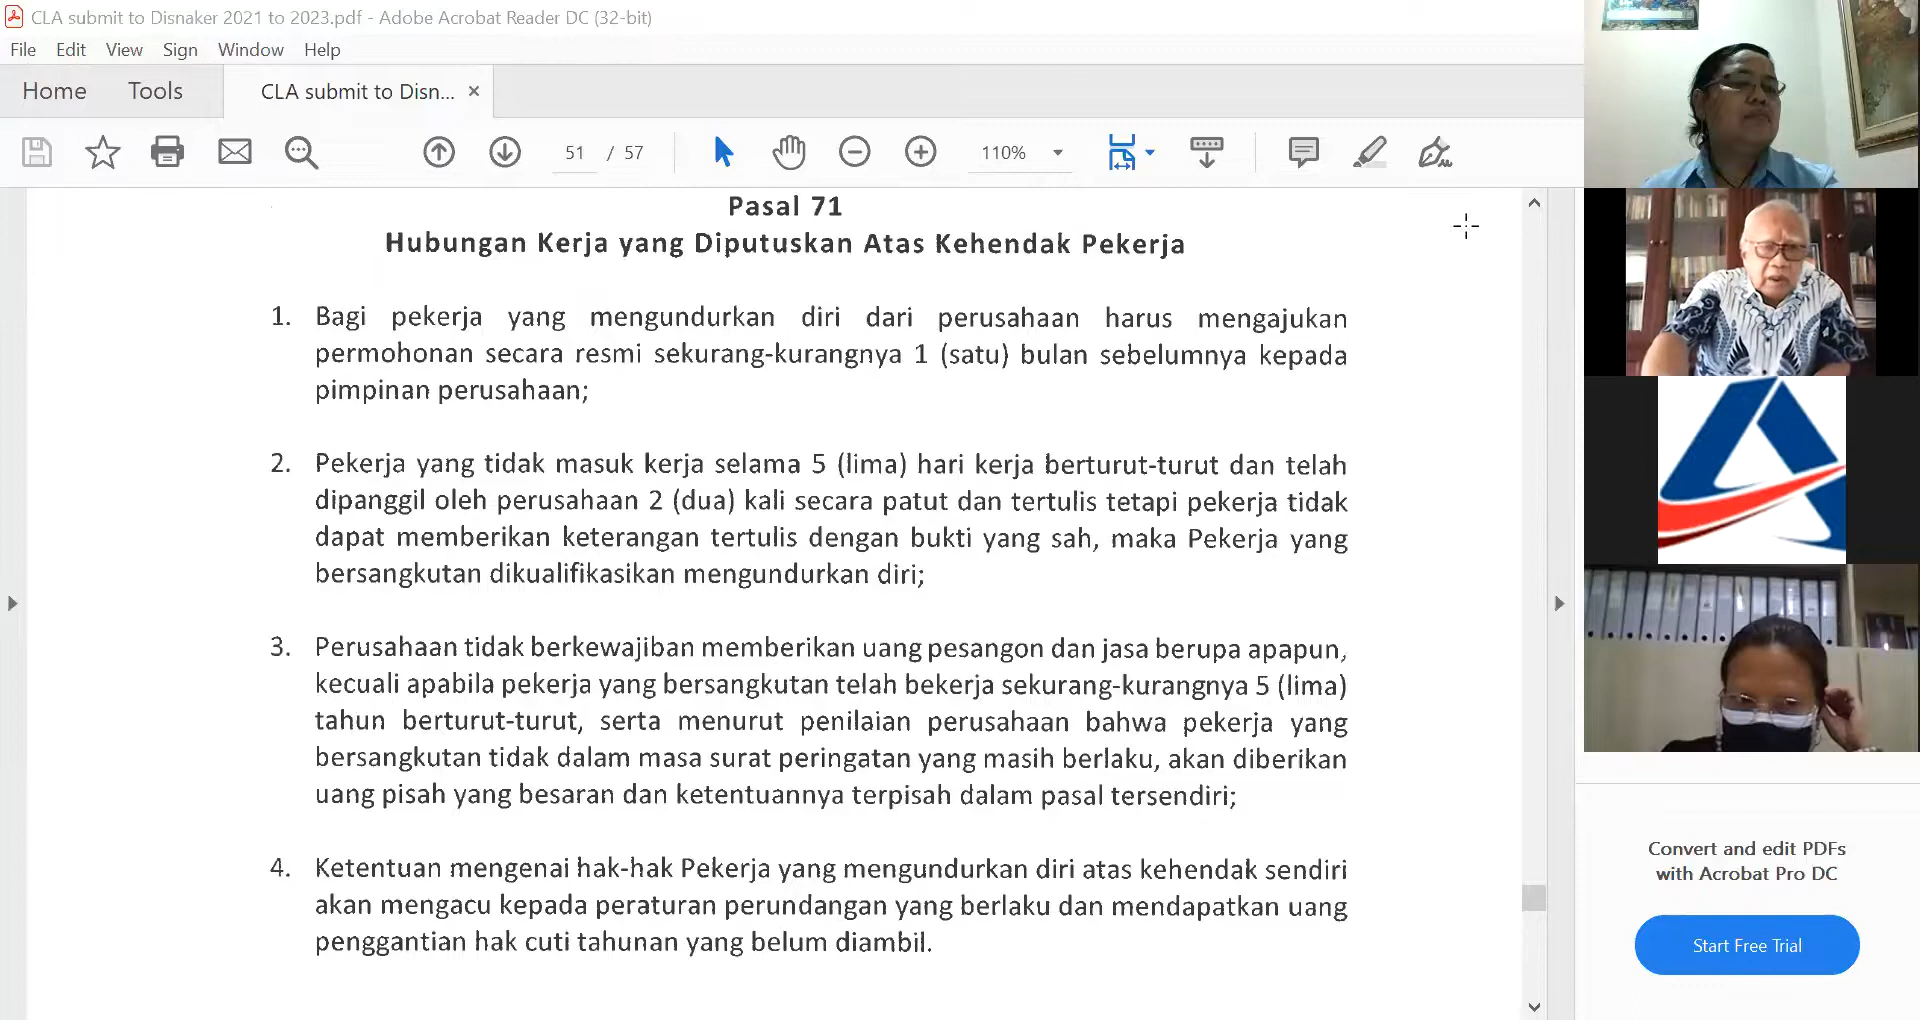 CLA submit to Disnaker 2021 to 2023.pdf - Adobe Acrobat Reader DC (32-bit)
File Edit View Sign Window Help
Home Tools CLA submit to Disn... ×
51 / 57 110%
Pasal 71
Hubungan Kerja yang Diputuskan Atas Kehendak Pekerja
1. Bagi pekerja yang mengundurkan diri dari perusahaan harus mengajukan
permohonan secara resmi sekurang-kurangnya 1 (satu) bulan sebelumnya kepada
pimpinan perusahaan;
2. Pekerja yang tidak masuk kerja selama 5 (lima) hari kerja berturut-turut dan telah
dipanggil oleh perusahaan 2 (dua) kali secara patut dan tertulis tetapi pekerja tidak
dapat memberikan keterangan tertulis dengan bukti yang sah, maka Pekerja yang
bersangkutan dikualifikasikan mengundurkan diri;
3. Perusahaan tidak berkewajiban memberikan uang pesangon dan jasa berupa apapun,
kecuali apabila pekerja yang bersangkutan telah bekerja sekurang-kurangnya 5 (lima)
tahun berturut-turut, serta menurut penilaian perusahaan bahwa pekerja yang
bersangkutan tidak dalam masa surat peringatan yang masih berlaku, akan diberikan
uang pisah yang besaran dan ketentuannya terpisah dalam pasal tersendiri;
4. Ketentuan mengenai hak-hak Pekerja yang mengundurkan diri atas kehendak sendiri
akan mengacu kepada peraturan perundangan yang berlaku dan mendapatkan uang
penggantian hak cuti tahunan yang belum diambil.
Convert and edit PDFs
with Acrobat Pro DC
Start Free Trial